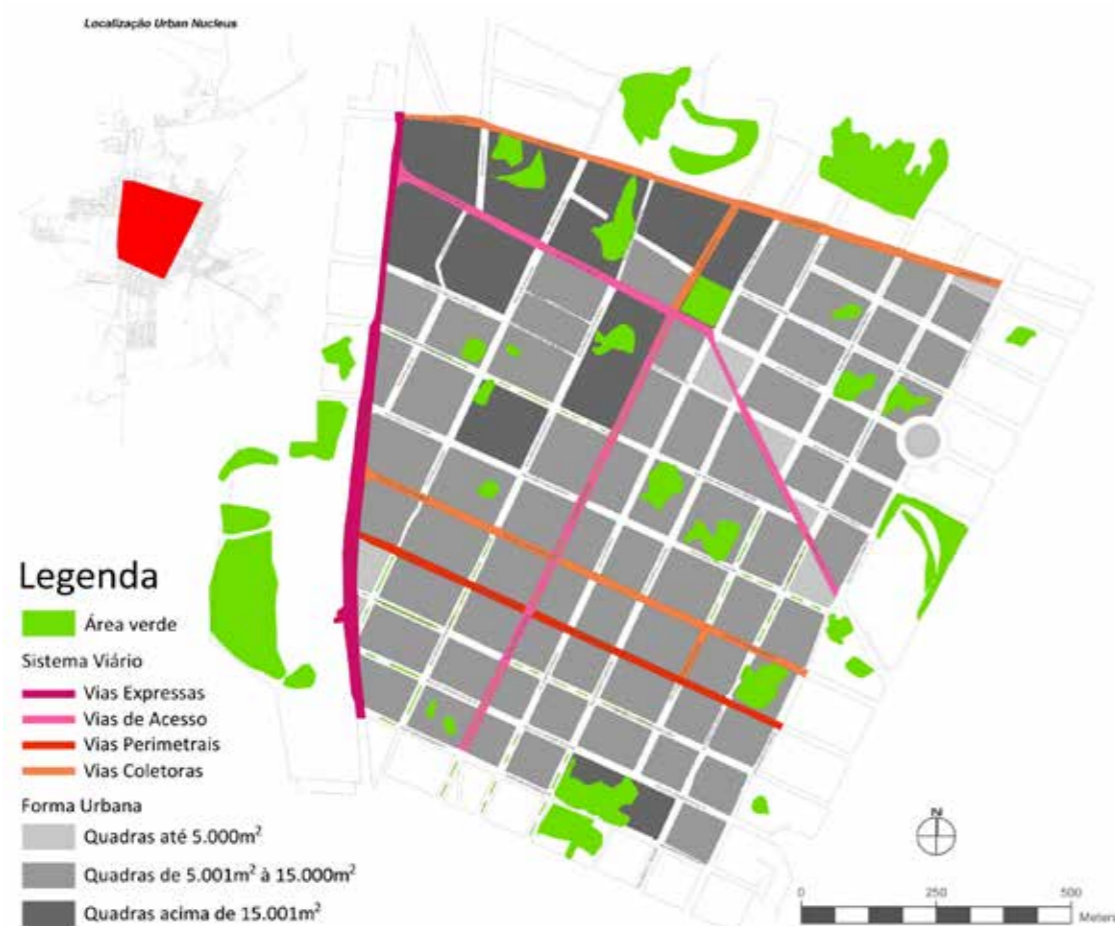 Localização Urban Nucleus
Legenda
Área verde
Sistema Viário
Vias Expressas
Vias de Acesso
Vias Perimetrais
Vias Coletoras
Forma Urbana
Quadras até 5.000m²
Quadras de 5.001m² à 15.000m²
Quadras acima de 15.001m²
N
0 250 500
Meters